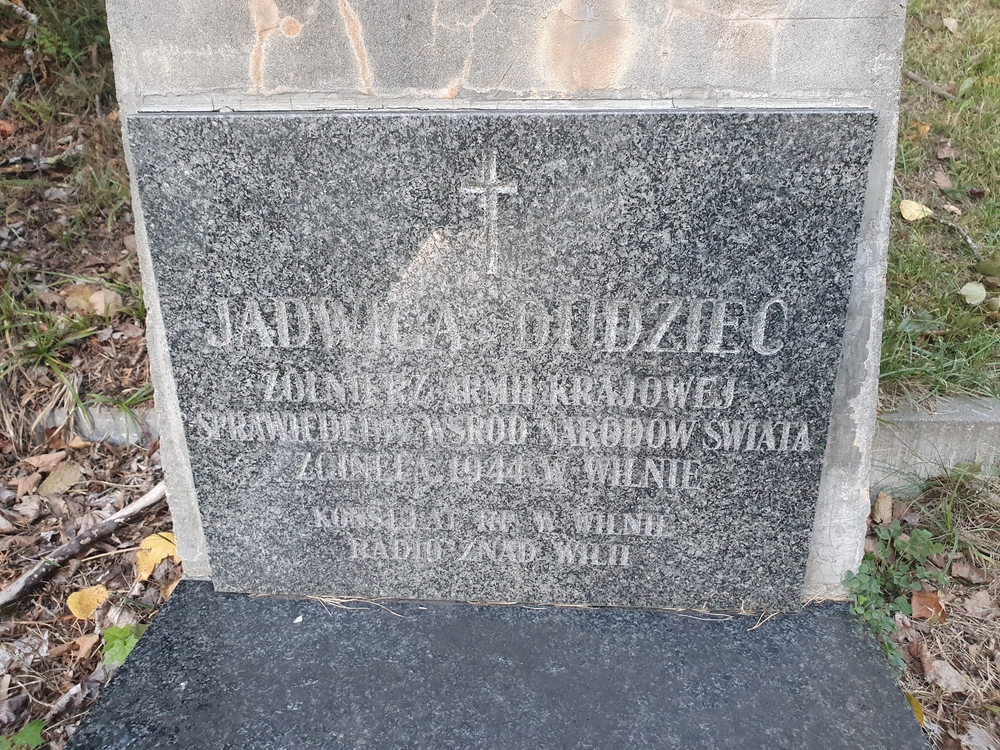 JADWIGA DUDZIEC
ŻOŁNIERZ ARMII KRAJOWEJ
SPRAWIEDLIWY WŚRÓD NARODÓW ŚWIATA
ZGINĘŁA 1944 W WILNIE
KONSULAT RP W WILNIE
RADIO ZNAD WILII